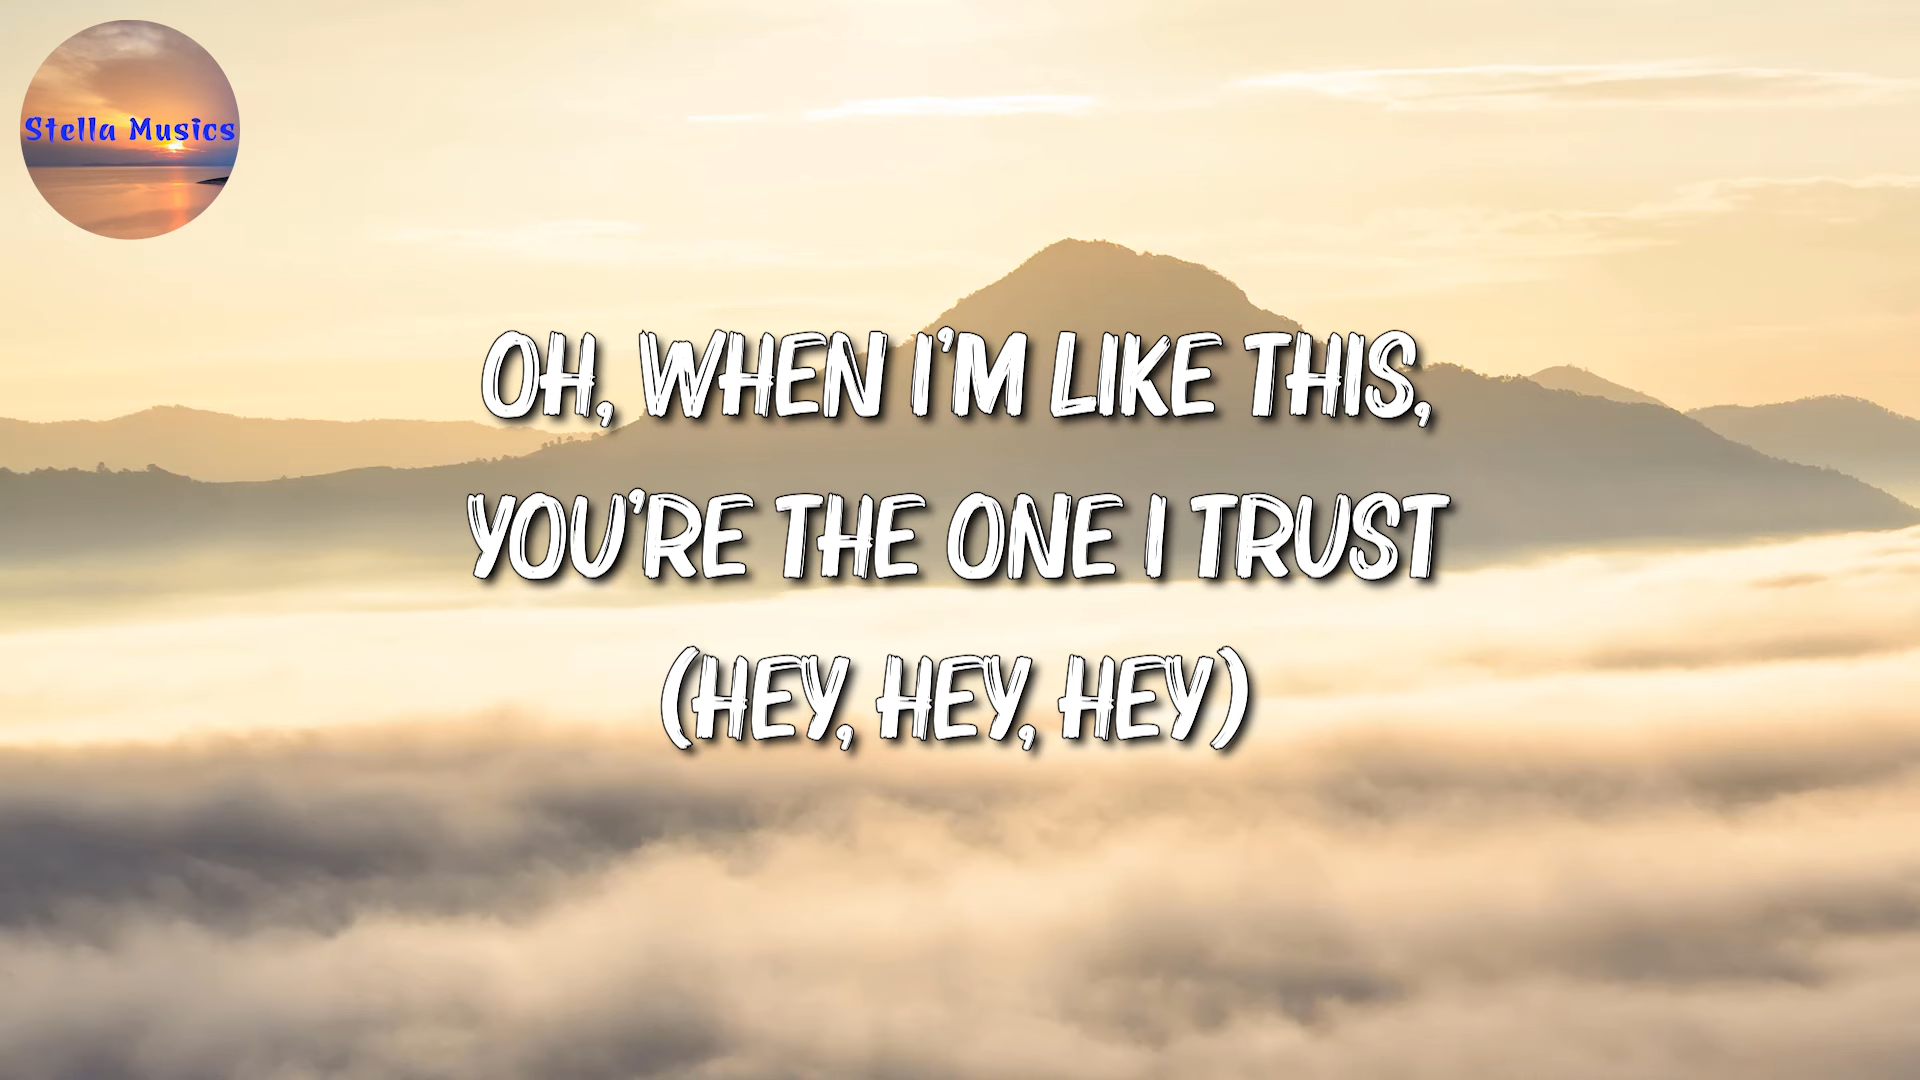 Stella Musics
OH, WHEN I'M LIKE THIS,
YOU'RE THE ONE I TRUST
(HEY, HEY, HEY)